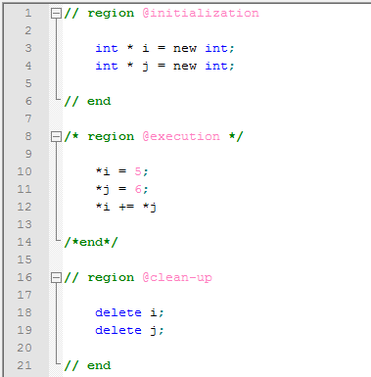 1 // region @initialization
2
3 int * i = new int;
4 int * j = new int;
5
6 // end
7
8 /* region @execution */
9
10 *i = 5;
11 *j = 6;
12 *i += *j
13
14 /*end*/
15
16 // region @clean-up
17
18 delete i;
19 delete j;
20
21 // end